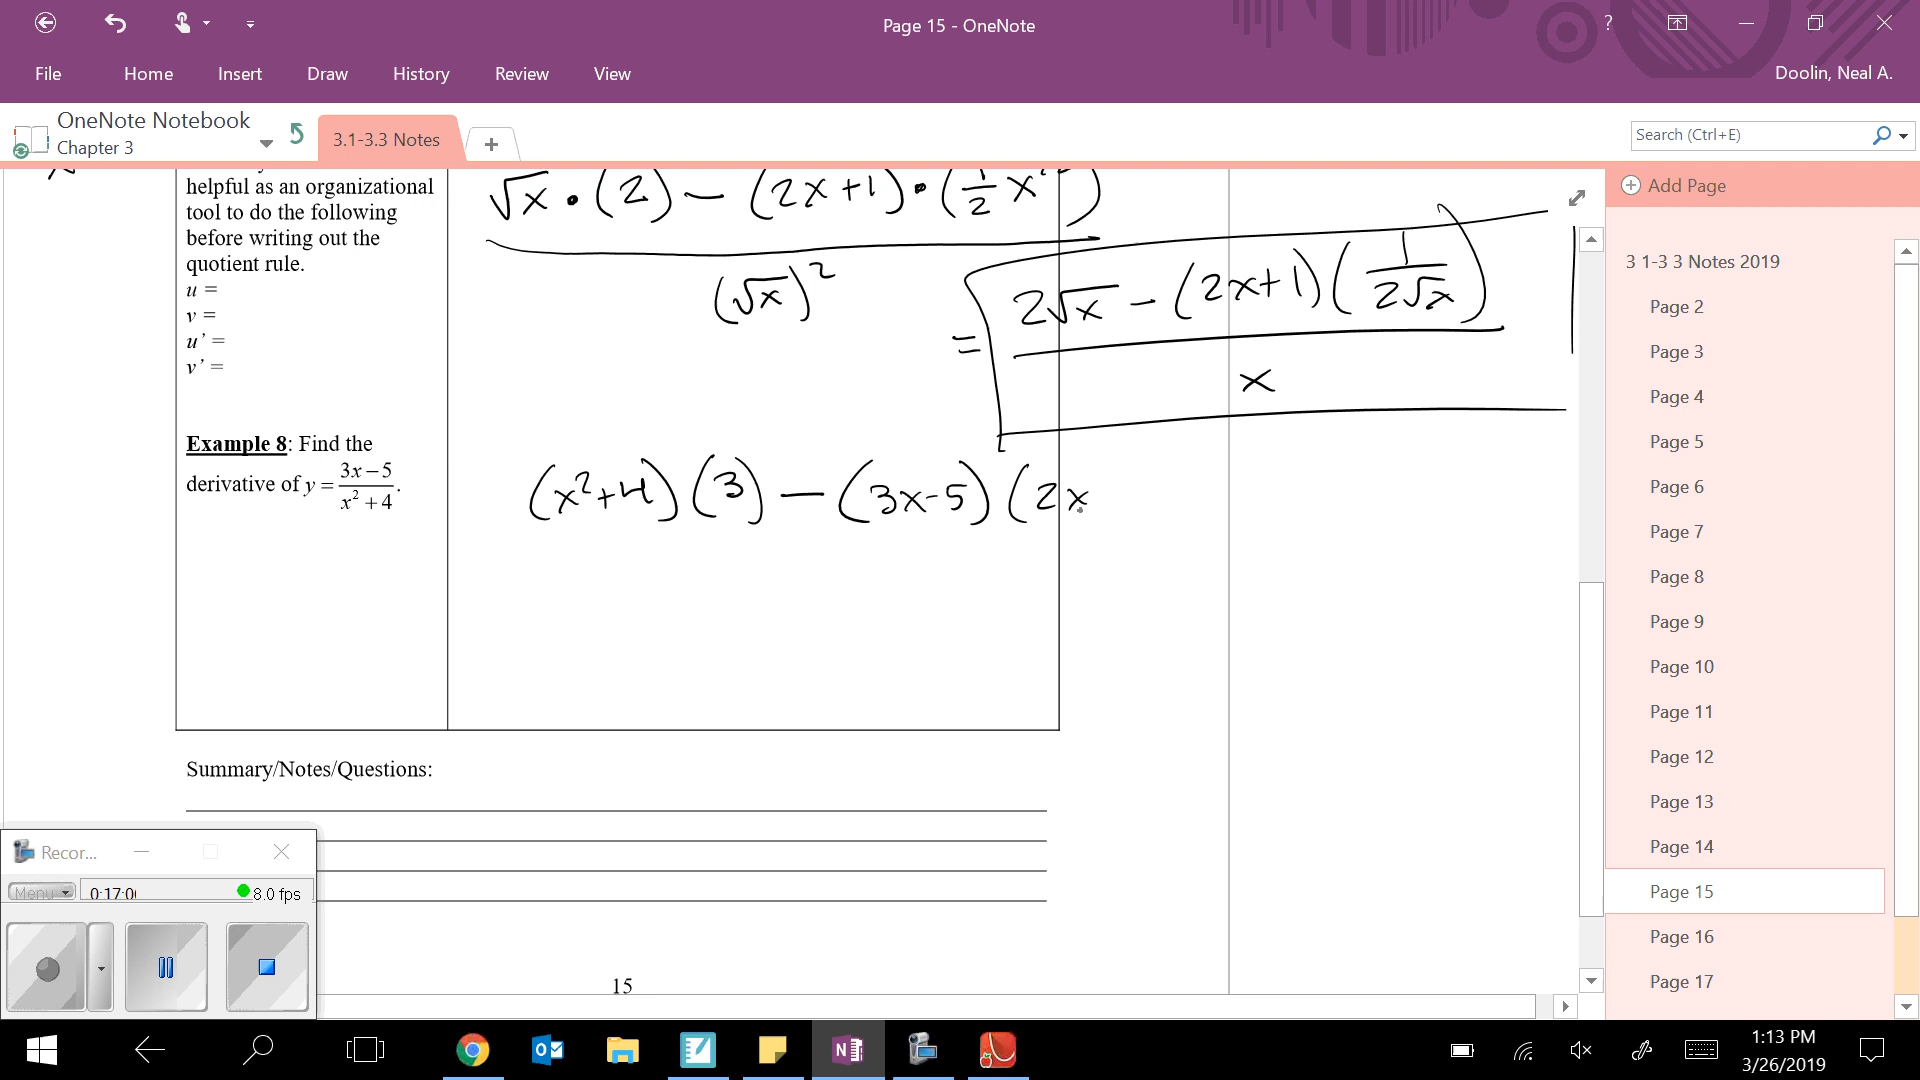 Page 15 - OneNote
?
File Home Insert Draw History Review View
Doolin, Neal A.
OneNote Notebook
Chapter 3
3.1-3.3 Notes
+
Search (Ctrl+E)
Add Page
3 1-3 3 Notes 2019
Page 2
Page 3
Page 4
Page 5
Page 6
Page 7
Page 8
Page 9
Page 10
Page 11
Page 12
Page 13
Page 14
Page 15
Page 16
Page 17
helpful as an organizational
tool to do the following
before writing out the
quotient rule.
u =
v =
u' =
v' =
Example 8: Find the
derivative of y = (3x-5)/(x²+4).
√x · (2) - (2x+1) · (1/2 x
(√x)²
= 2√x - (2x+1)(1/(2√x))
x
(x²+4)(3) - (3x-5)(2x
Summary/Notes/Questions:
15
Recor...
Menu
0:17:0
8.0 fps
1:13 PM
3/26/2019